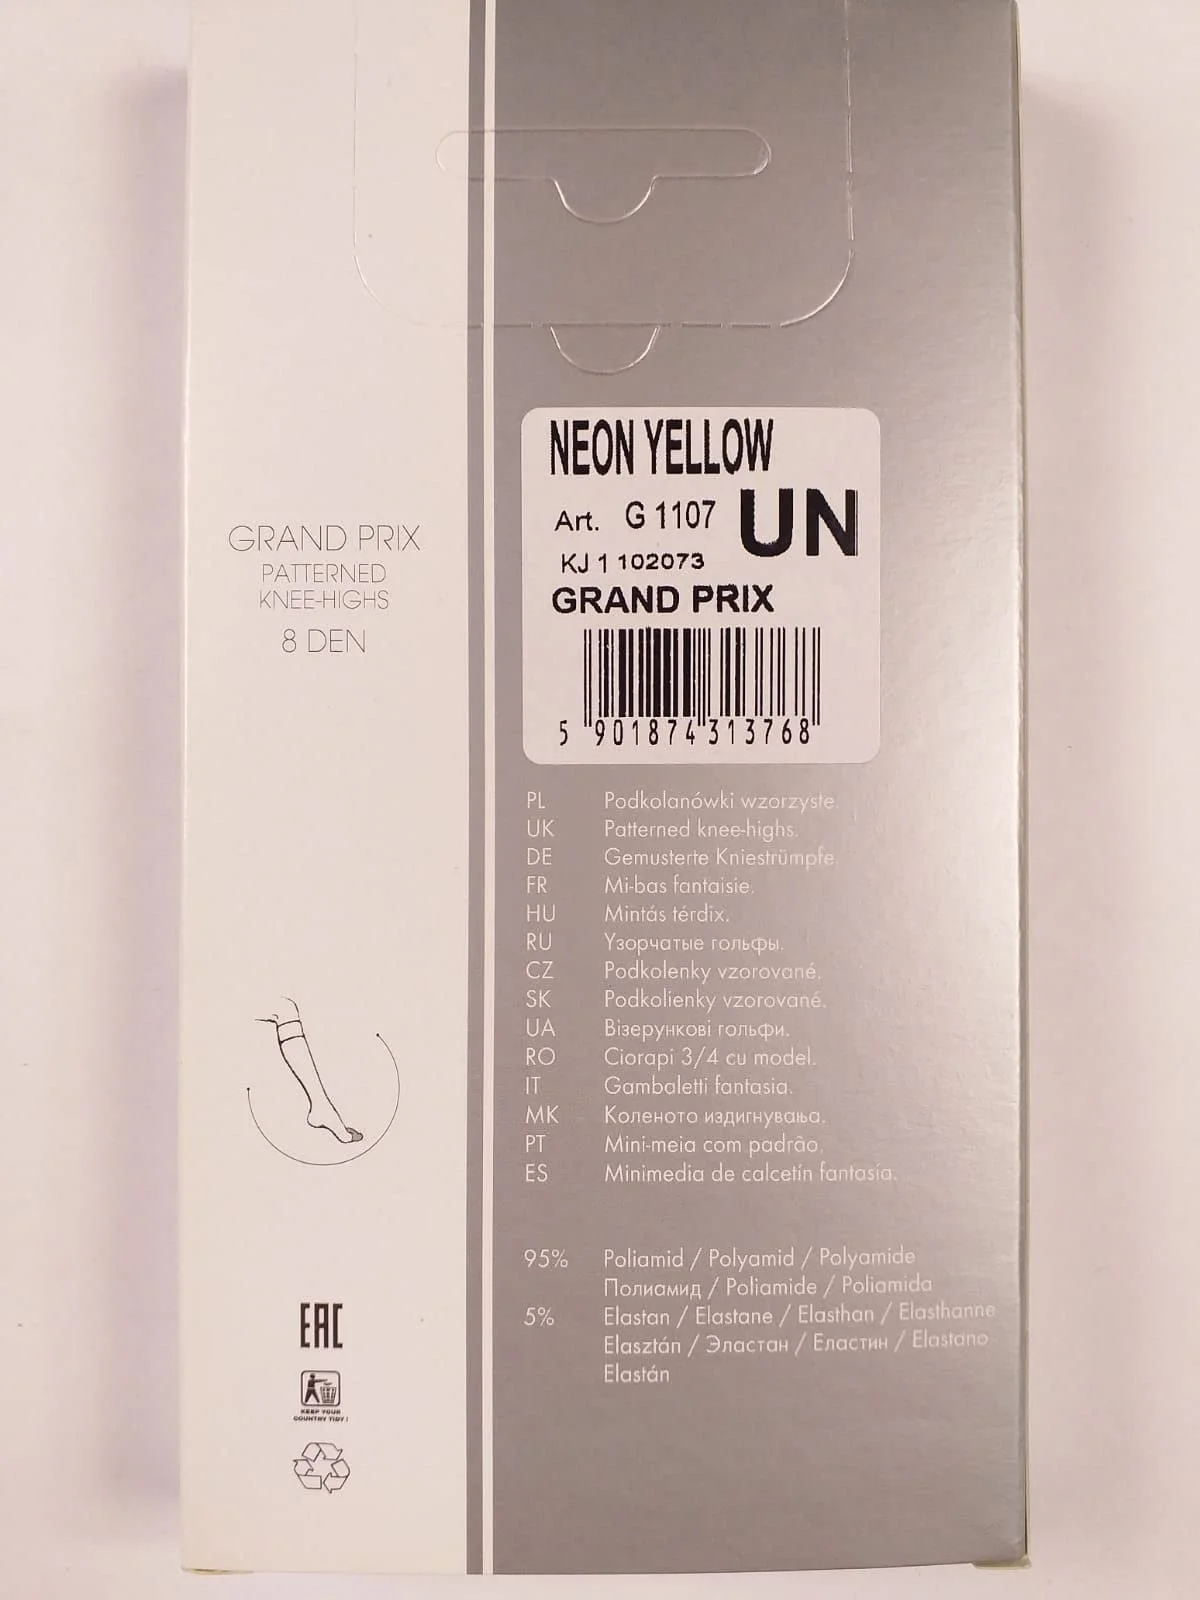 NEON YELLOW
Art. G 1107 UN
KJ 1 102073
GRAND PRIX
5 901874 313768
GRAND PRIX
PATTERNED
KNEE-HIGHS
8 DEN
PL Podkolanówki wzorzyste.
UK Patterned knee-highs.
DE Gemusterte Kniestrümpfe.
FR Mi-bas fantaisie.
HU Mintás térdix.
RU Узорчатые гольфы.
CZ Podkolenky vzorované.
SK Podkolienky vzorované.
UA Візерункові гольфи.
RO Ciorapi 3/4 cu model.
IT Gambaletti fantasia.
MK Коленото издигнувања.
PT Mini-meia com padrão.
ES Minimedia de calcetín fantasía.
95% Poliamid / Polyamid / Polyamide
Полиамид / Poliamide / Poliamida
5% Elastan / Elastane / Elasthan / Elasthanne
Elasztán / Эластан / Еластин / Elastano
Elastán
EAC
KEEP YOUR
COUNTRY TIDY !